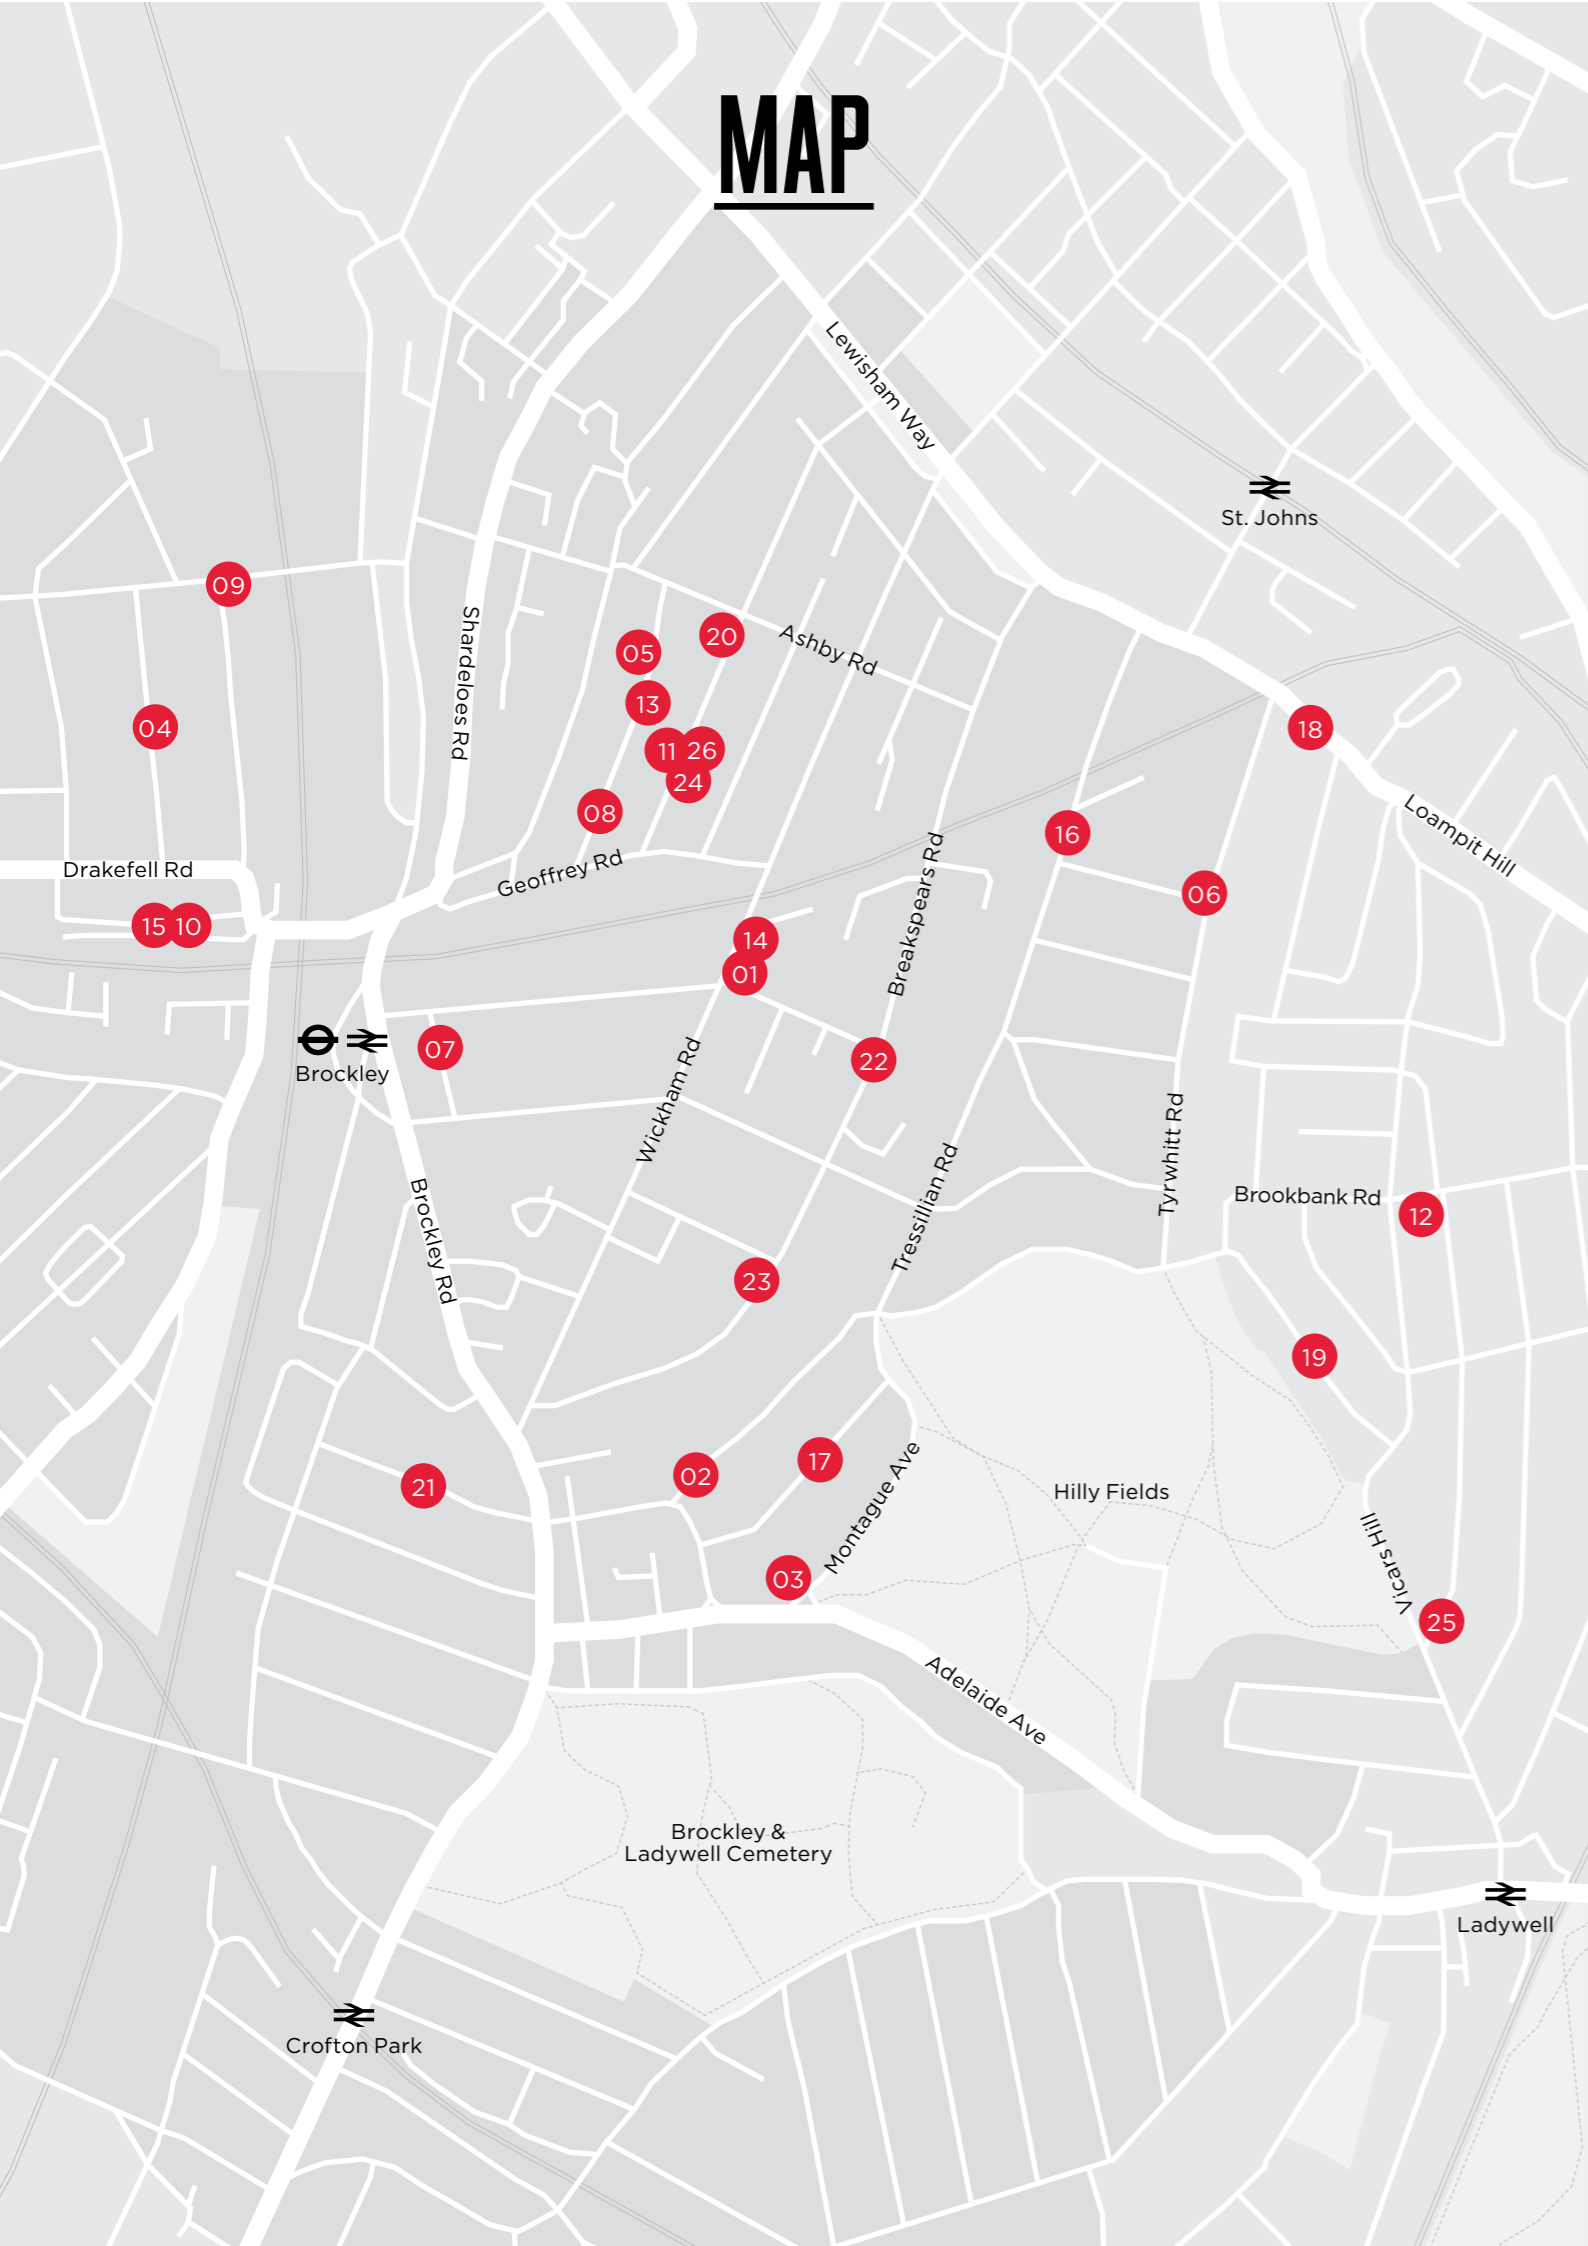 MAP
Lewisham Way
St. Johns
09
Shardeloes Rd
20
05
Ashby Rd
13
04
18
11
26
24
08
16
Loampit Hill
Geoffrey Rd
Drakefell Rd
06
Breakspears Rd
15
10
14
01
07
22
Brockley
Wickham Rd
Tyrwhitt Rd
Tressillian Rd
Brookbank Rd
12
Brockley Rd
23
19
17
02
21
Montague Ave
Hilly Fields
Vicars Hill
03
25
Adelaide Ave
Brockley &
Ladywell Cemetery
Ladywell
Crofton Park